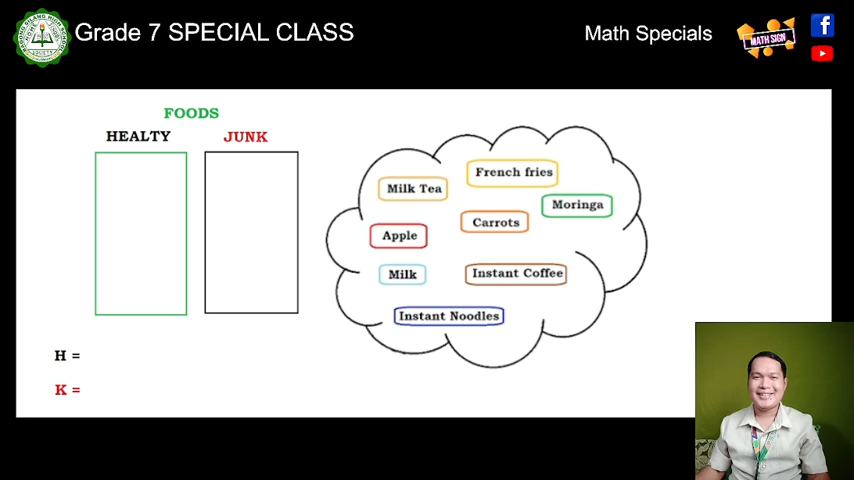 Grade 7 SPECIAL CLASS
Math Specials
MATH SIGN
FOODS
HEALTY
JUNK
French fries
Milk Tea
Moringa
Carrots
Apple
Milk
Instant Coffee
Instant Noodles
H =
K =